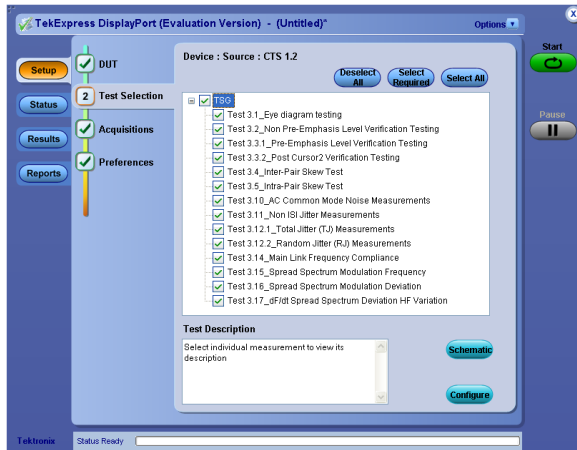 TekExpress DisplayPort (Evaluation Version) - (Untitled)*
Options
x
Setup
Status
Results
Reports
DUT
2 Test Selection
Acquisitions
Preferences
Device : Source : CTS 1.2
Deselect All
Select Required
Select All
TSG
Test 3.1_Eye diagram testing
Test 3.2_Non Pre-Emphasis Level Verification Testing
Test 3.3.1_Pre-Emphasis Level Verification Testing
Test 3.3.2_Post Cursor2 Verification Testing
Test 3.4_Inter-Pair Skew Test
Test 3.5_Intra-Pair Skew Test
Test 3.10_AC Common Mode Noise Measurements
Test 3.11_Non ISI Jitter Measurements
Test 3.12.1_Total Jitter (TJ) Measurements
Test 3.12.2_Random Jitter (RJ) Measurements
Test 3.14_Main Link Frequency Compliance
Test 3.15_Spread Spectrum Modulation Frequency
Test 3.16_Spread Spectrum Modulation Deviation
Test 3.17_dF/dt Spread Spectrum Deviation HF Variation
Test Description
Select individual measurement to view its
description
Schematic
Configure
Start
Pause
Tektronix
Status Ready